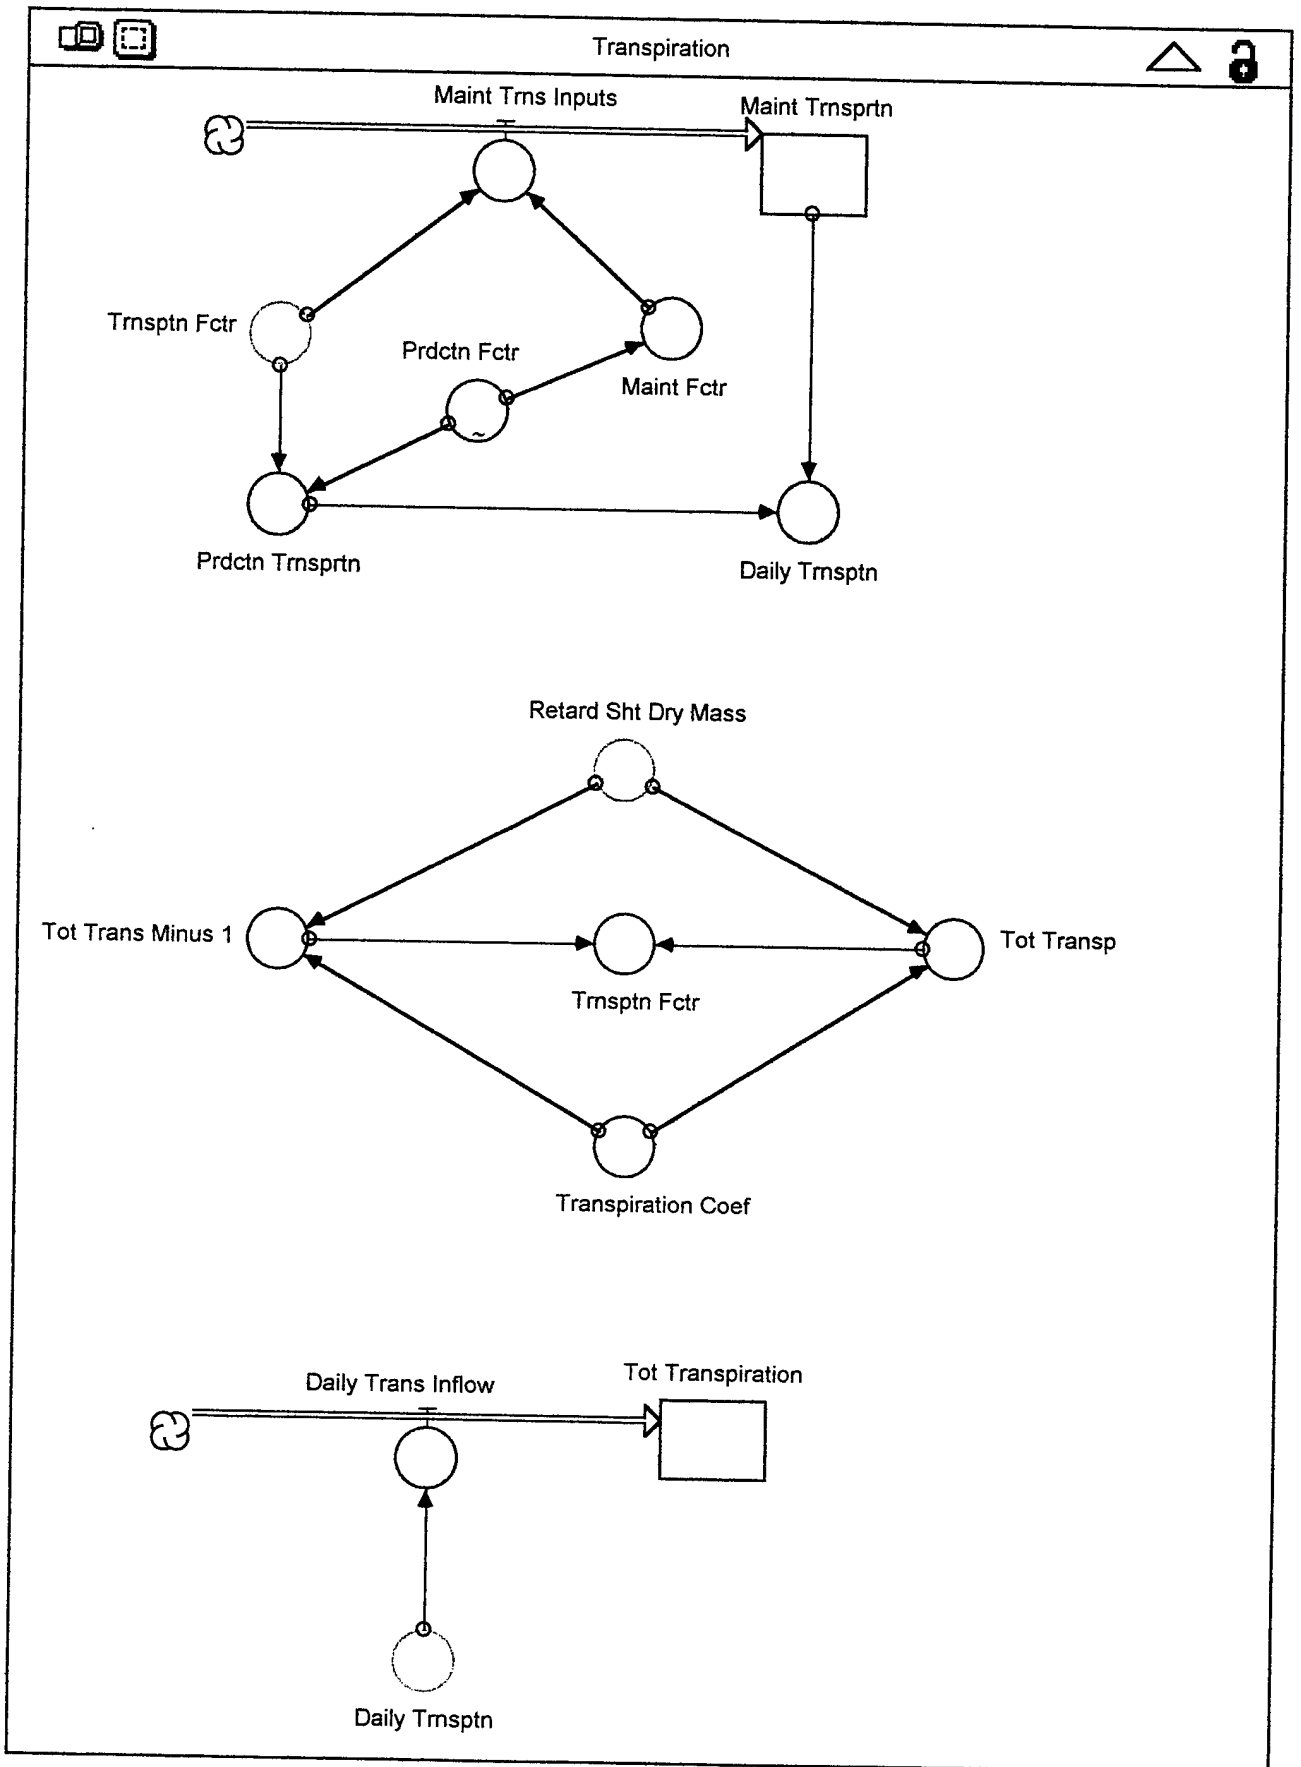 Transpiration
Maint Trns Inputs
Maint Trnsprtn
Trnsptn Fctr
Prdctn Fctr
Maint Fctr
~
Prdctn Trnsprtn
Daily Trnsptn
Retard Sht Dry Mass
Tot Trans Minus 1
Tot Transp
Trnsptn Fctr
Transpiration Coef
Daily Trans Inflow
Tot Transpiration
Daily Trnsptn